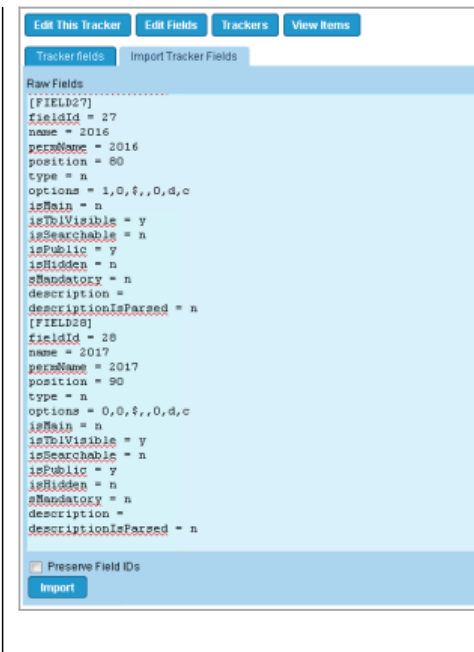 Edit This Tracker Edit Fields Trackers View Items
Tracker fields Import Tracker Fields
Raw Fields
[FIELD27]
fieldId = 27
name = 2016
permName = 2016
position = 80
type = n
options = 1,0,$,,0,d,c
isMain = n
isTblVisible = y
isSearchable = n
isPublic = y
isHidden = n
sMandatory = n
description =
descriptionIsParsed = n
[FIELD28]
fieldId = 28
name = 2017
permName = 2017
position = 90
type = n
options = 0,0,$,,0,d,c
isMain = n
isTblVisible = y
isSearchable = n
isPublic = y
isHidden = n
sMandatory = n
description =
descriptionIsParsed = n
Preserve Field IDs
Import